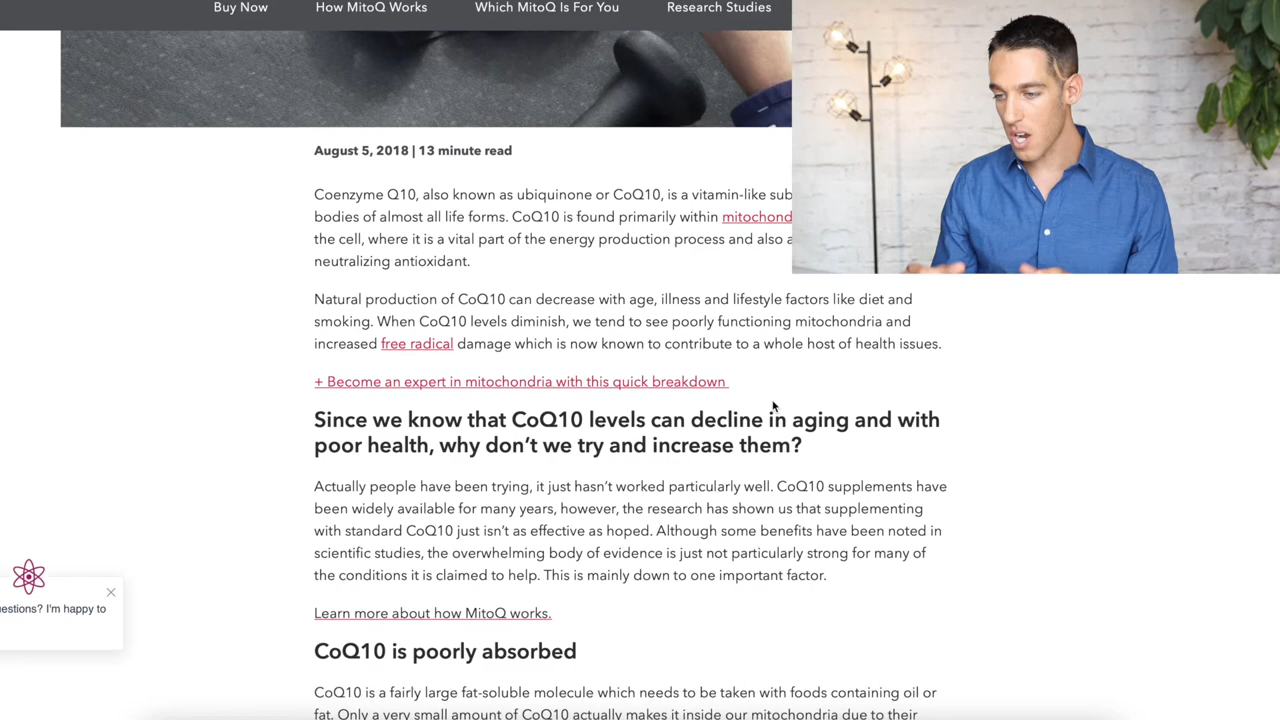 Buy Now How MitoQ Works Which MitoQ Is For You Research Studies
August 5, 2018 | 13 minute read
Coenzyme Q10, also known as ubiquinone or CoQ10, is a vitamin-like
bodies of almost all life forms. CoQ10 is found primarily within
the cell, where it is a vital part of the energy production process and also a
neutralizing antioxidant.
Natural production of CoQ10 can decrease with age, illness and lifestyle factors like diet and
smoking. When CoQ10 levels diminish, we tend to see poorly functioning mitochondria and
increased free radical damage which is now known to contribute to a whole host of health issues.
+ Become an expert in mitochondria with this quick breakdown
Since we know that CoQ10 levels can decline in aging and with
poor health, why don't we try and increase them?
Actually people have been trying, it just hasn't worked particularly well. CoQ10 supplements have
been widely available for many years, however, the research has shown us that supplementing
with standard CoQ10 just isn't as effective as hoped. Although some benefits have been noted in
scientific studies, the overwhelming body of evidence is just not particularly strong for many of
the conditions it is claimed to help. This is mainly down to one important factor.
uestions? I'm happy to
Learn more about how MitoQ works.
CoQ10 is poorly absorbed
CoQ10 is a fairly large fat-soluble molecule which needs to be taken with foods containing oil or
fat. Only a very small amount of CoQ10 actually makes it inside our mitochondria due to their